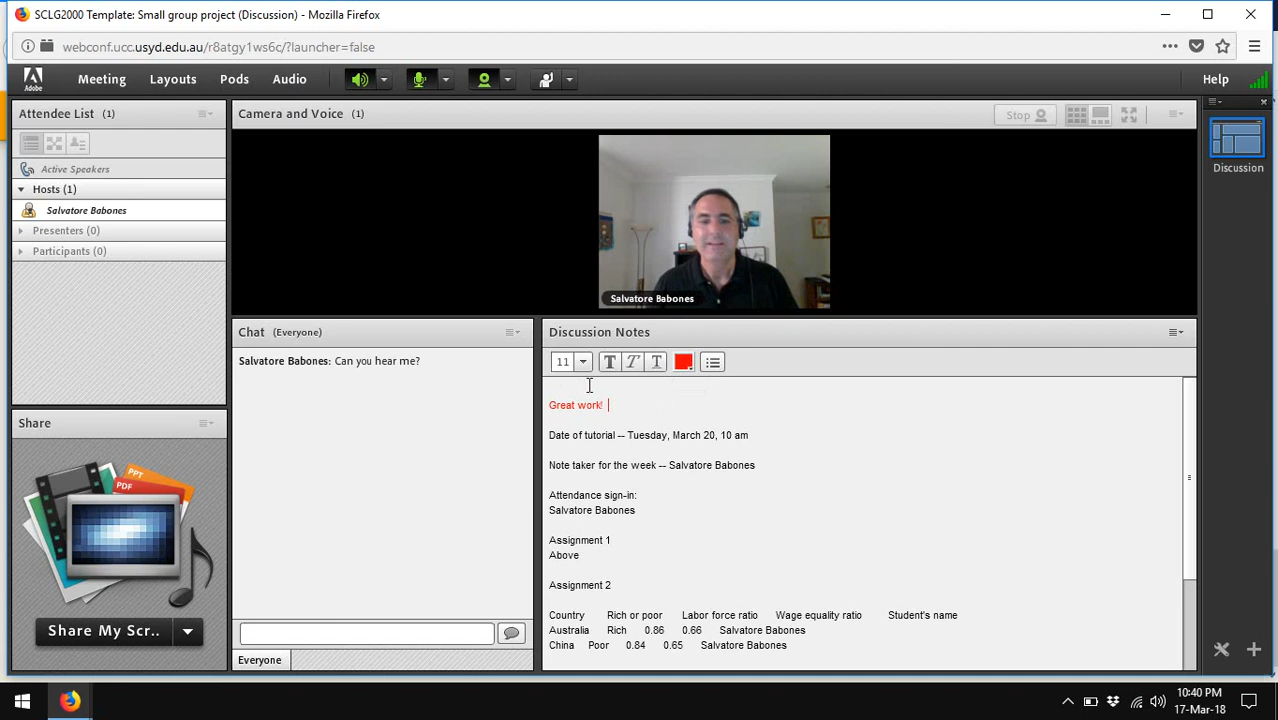 SCLG2000 Template: Small group project (Discussion) - Mozilla Firefox
webconf.ucc.usyd.edu.au/r8atgy1ws6c/?launcher=false
Adobe
Meeting Layouts Pods Audio Help
Attendee List (1)
Active Speakers
Hosts (1)
Salvatore Babones
Presenters (0)
Participants (0)
Camera and Voice (1)
Stop
Salvatore Babones
Discussion
Chat (Everyone)
Salvatore Babones: Can you hear me?
Everyone
Share
PPT
PDF
Share My Scr..
Discussion Notes
11 T T T
Great work!
Date of tutorial -- Tuesday, March 20, 10 am
Note taker for the week -- Salvatore Babones
Attendance sign-in:
Salvatore Babones
Assignment 1
Above
Assignment 2
Country Rich or poor Labor force ratio Wage equality ratio Student's name
Australia Rich 0.86 0.66 Salvatore Babones
China Poor 0.84 0.65 Salvatore Babones
10:40 PM
17-Mar-18